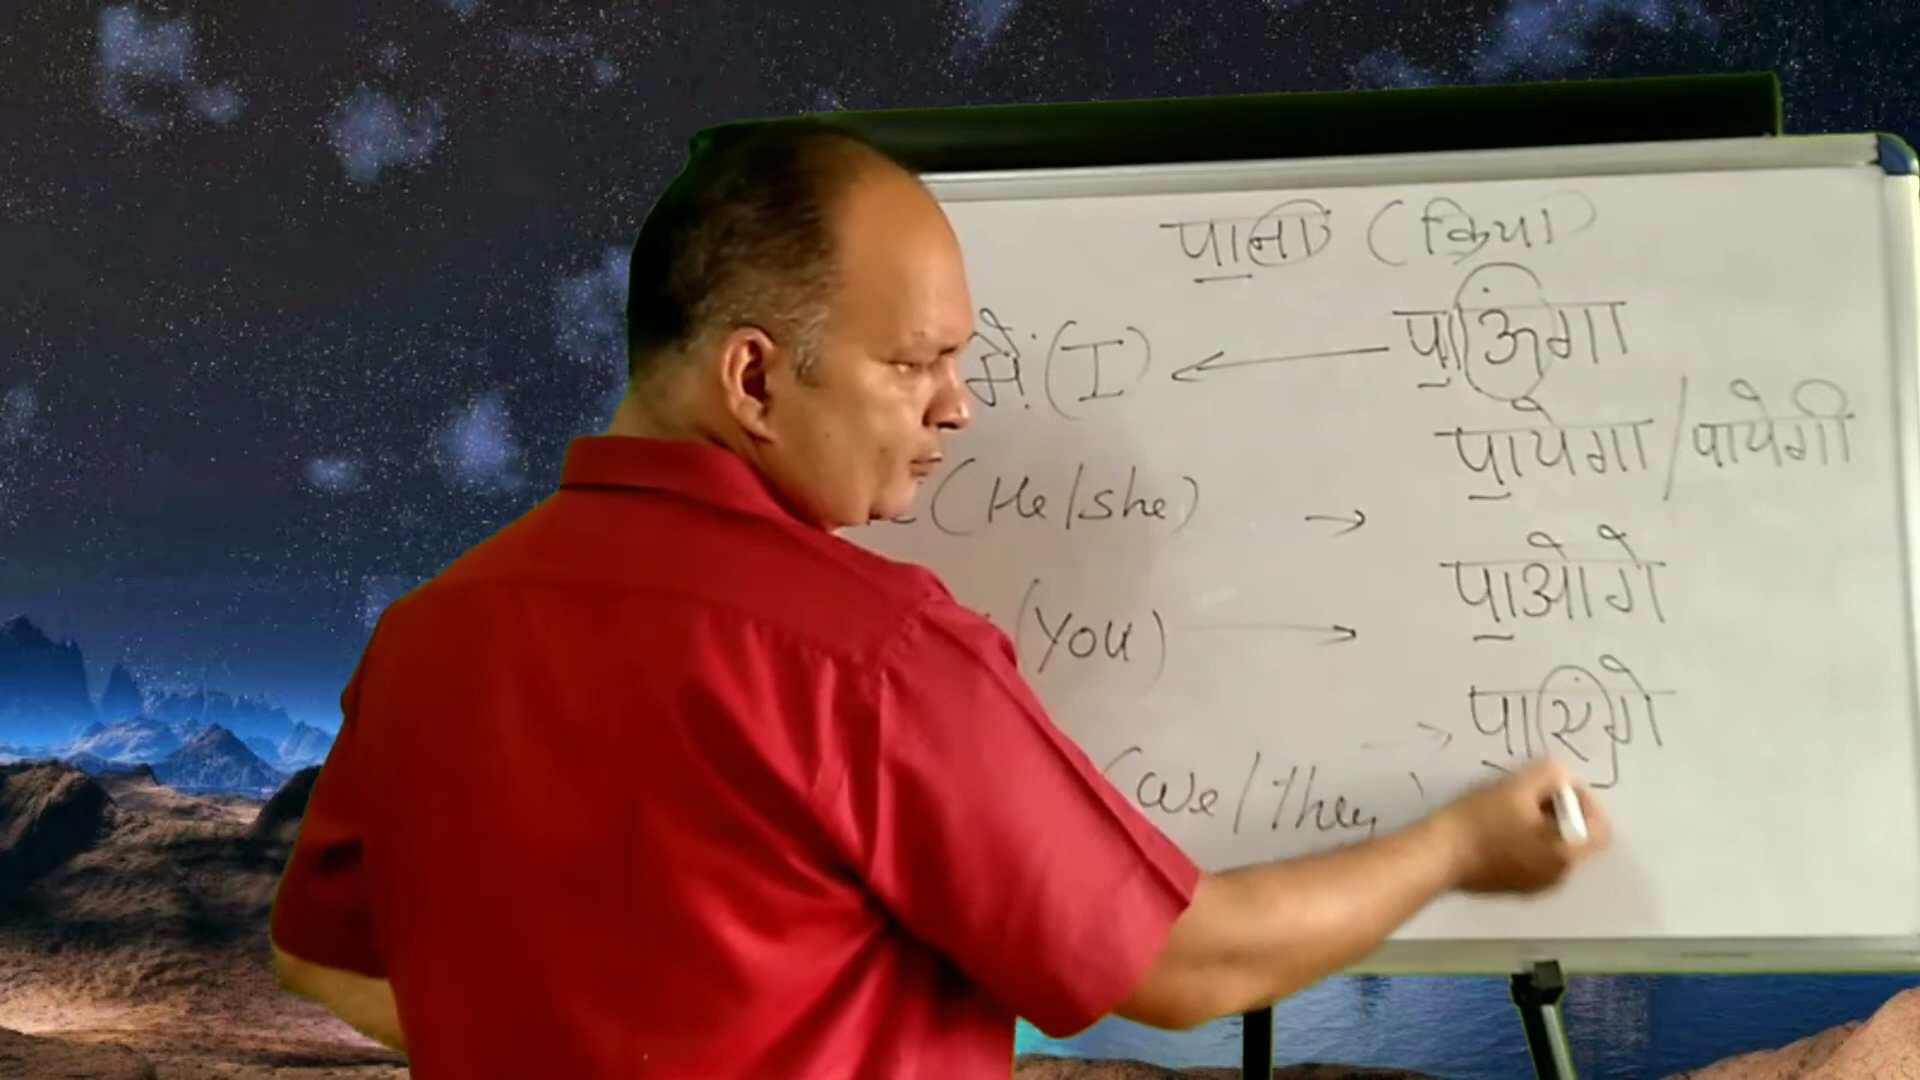 पाना (क्रिया)
मैं (I) ← पाऊंगा
पायेगा / पायेगी
(He/she) →
(You) → पाओगे
→ पाएंगे
(We/They)